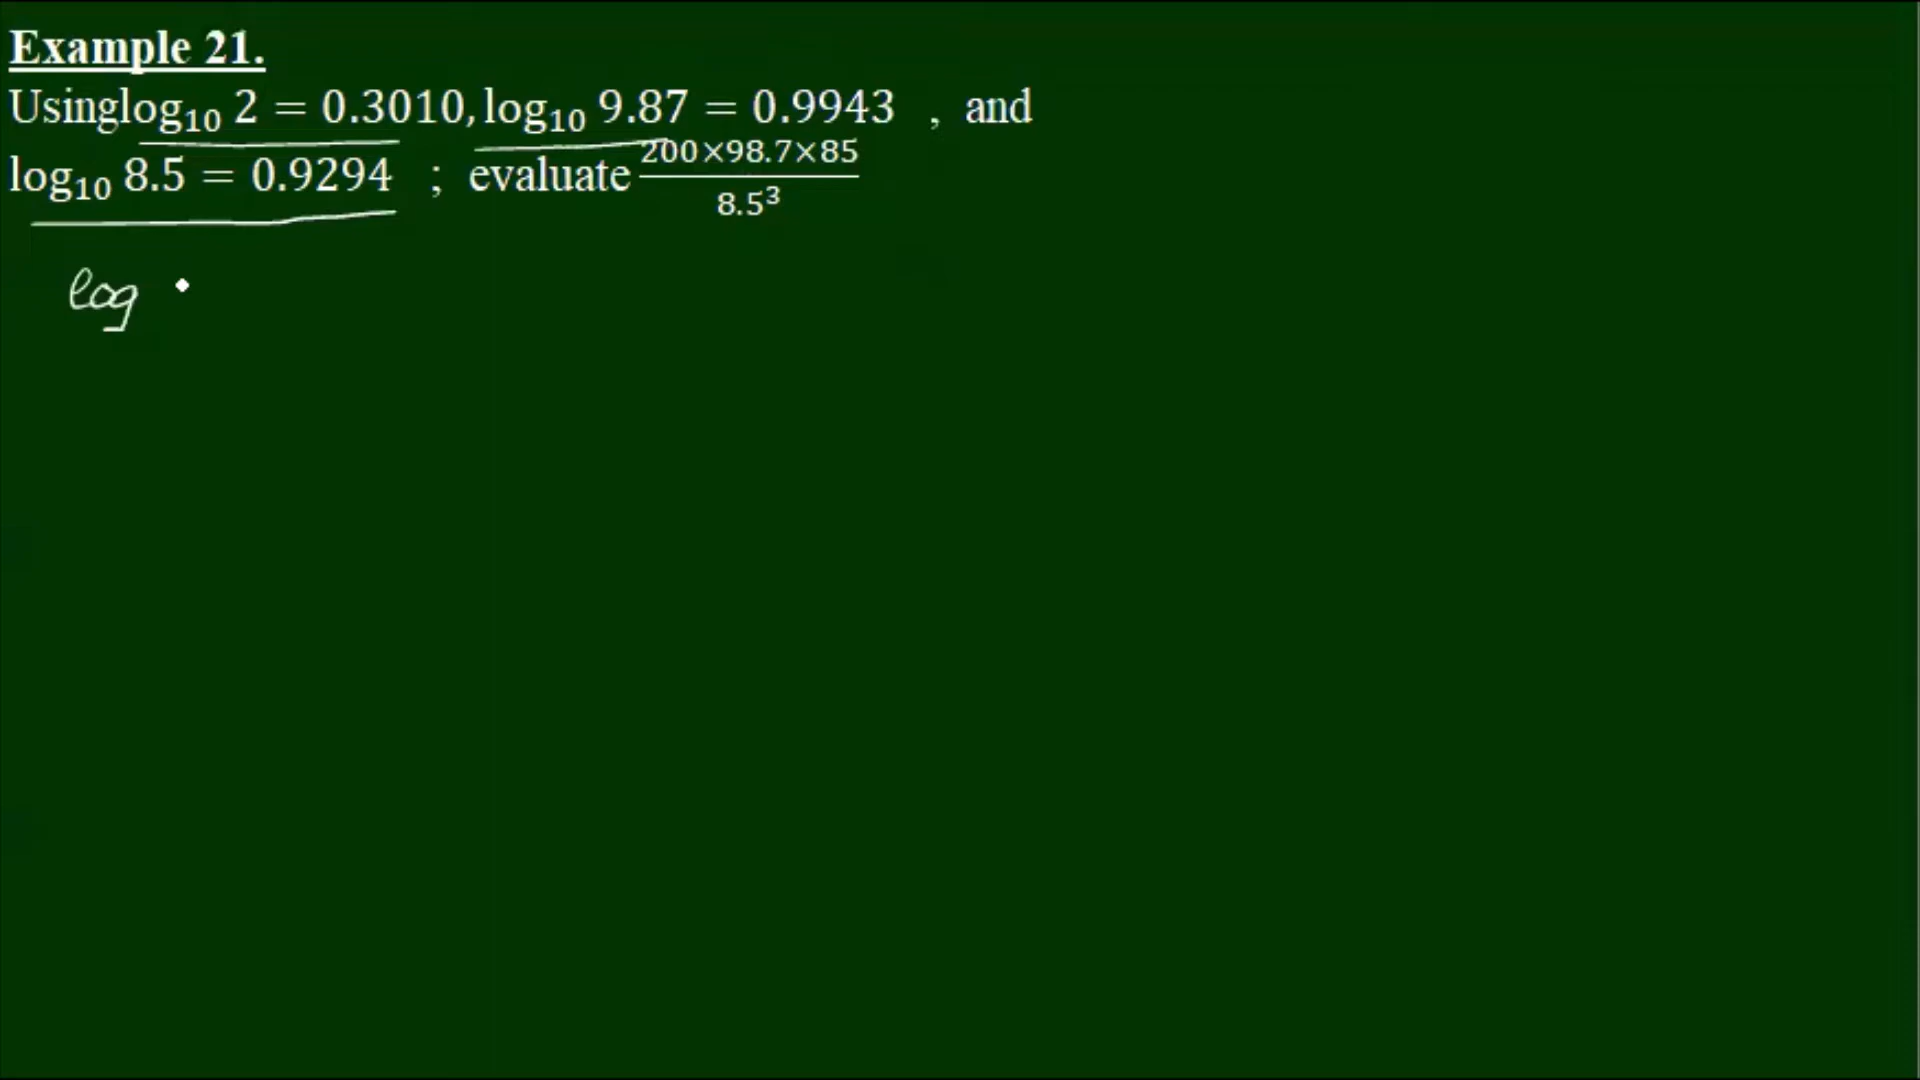 Example 21.
Usinglog₁₀ 2 = 0.3010, log₁₀ 9.87 = 0.9943 , and
log₁₀ 8.5 = 0.9294 ; evaluate \frac{200×98.7×85}{8.5³}
log